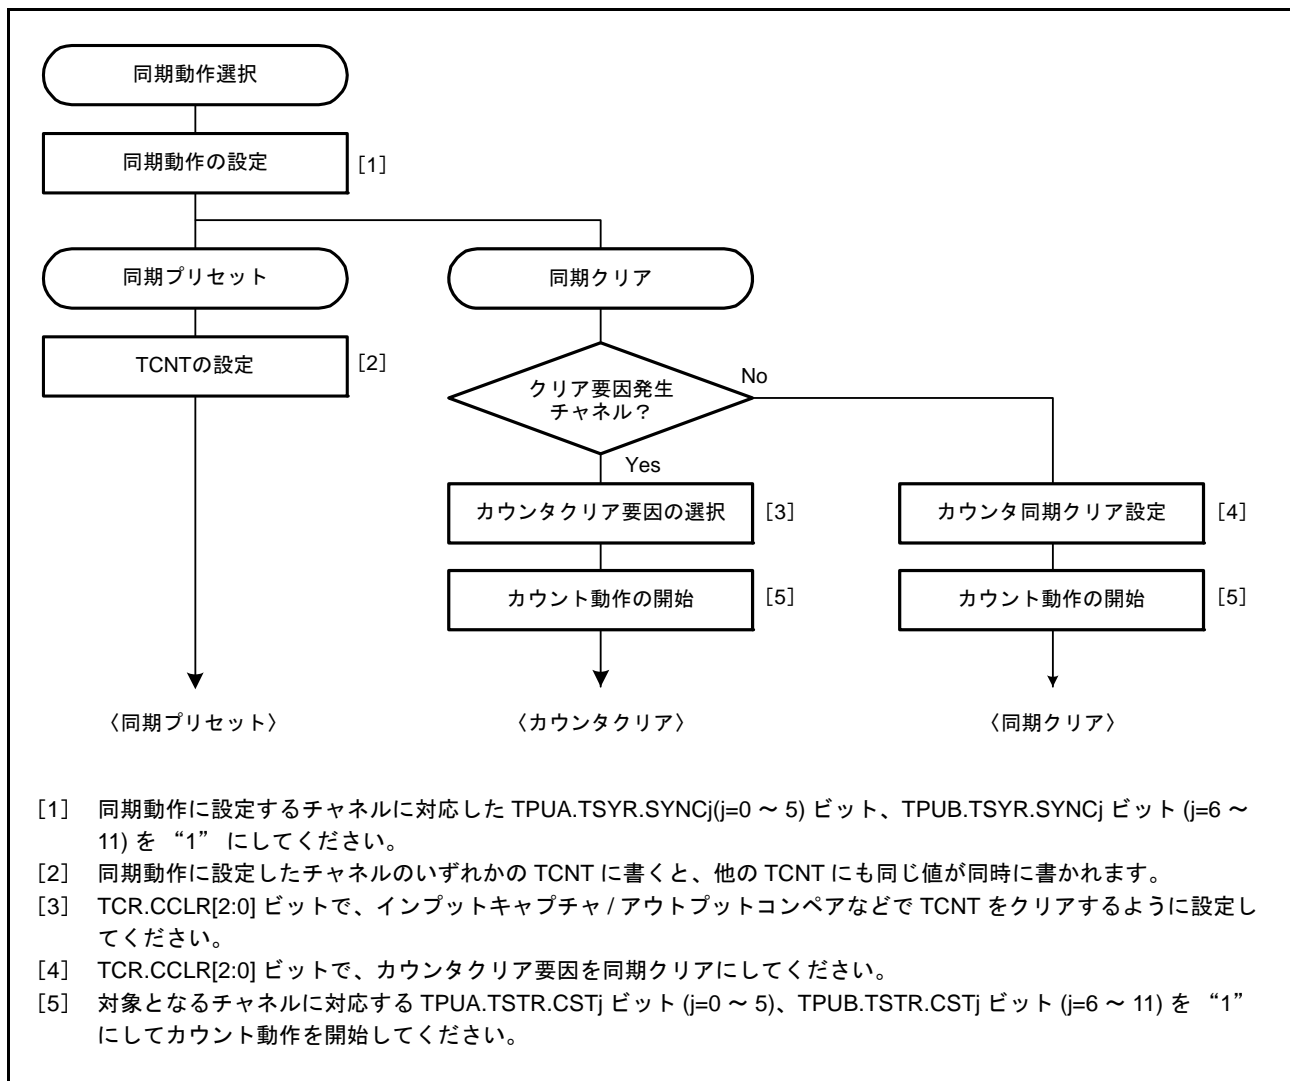 同期動作選択
同期動作の設定 [1]
同期プリセット
同期クリア
TCNTの設定 [2]
クリア要因発生
チャネル？
No
Yes
カウンタクリア要因の選択 [3]
カウンタ同期クリア設定 [4]
カウント動作の開始 [5]
カウント動作の開始 [5]
〈同期プリセット〉
〈カウンタクリア〉
〈同期クリア〉
[1] 同期動作に設定するチャネルに対応した TPUA.TSYR.SYNCj(j=0 ～ 5) ビット、TPUB.TSYR.SYNCj ビット (j=6 ～
11) を “1” にしてください。
[2] 同期動作に設定したチャネルのいずれかの TCNT に書くと、他の TCNT にも同じ値が同時に書かれます。
[3] TCR.CCLR[2:0] ビットで、インプットキャプチャ / アウトプットコンペアなどで TCNT をクリアするように設定し
てください。
[4] TCR.CCLR[2:0] ビットで、カウンタクリア要因を同期クリアにしてください。
[5] 対象となるチャネルに対応する TPUA.TSTR.CSTj ビット (j=0 ～ 5)、TPUB.TSTR.CSTj ビット (j=6 ～ 11) を “1”
にしてカウント動作を開始してください。